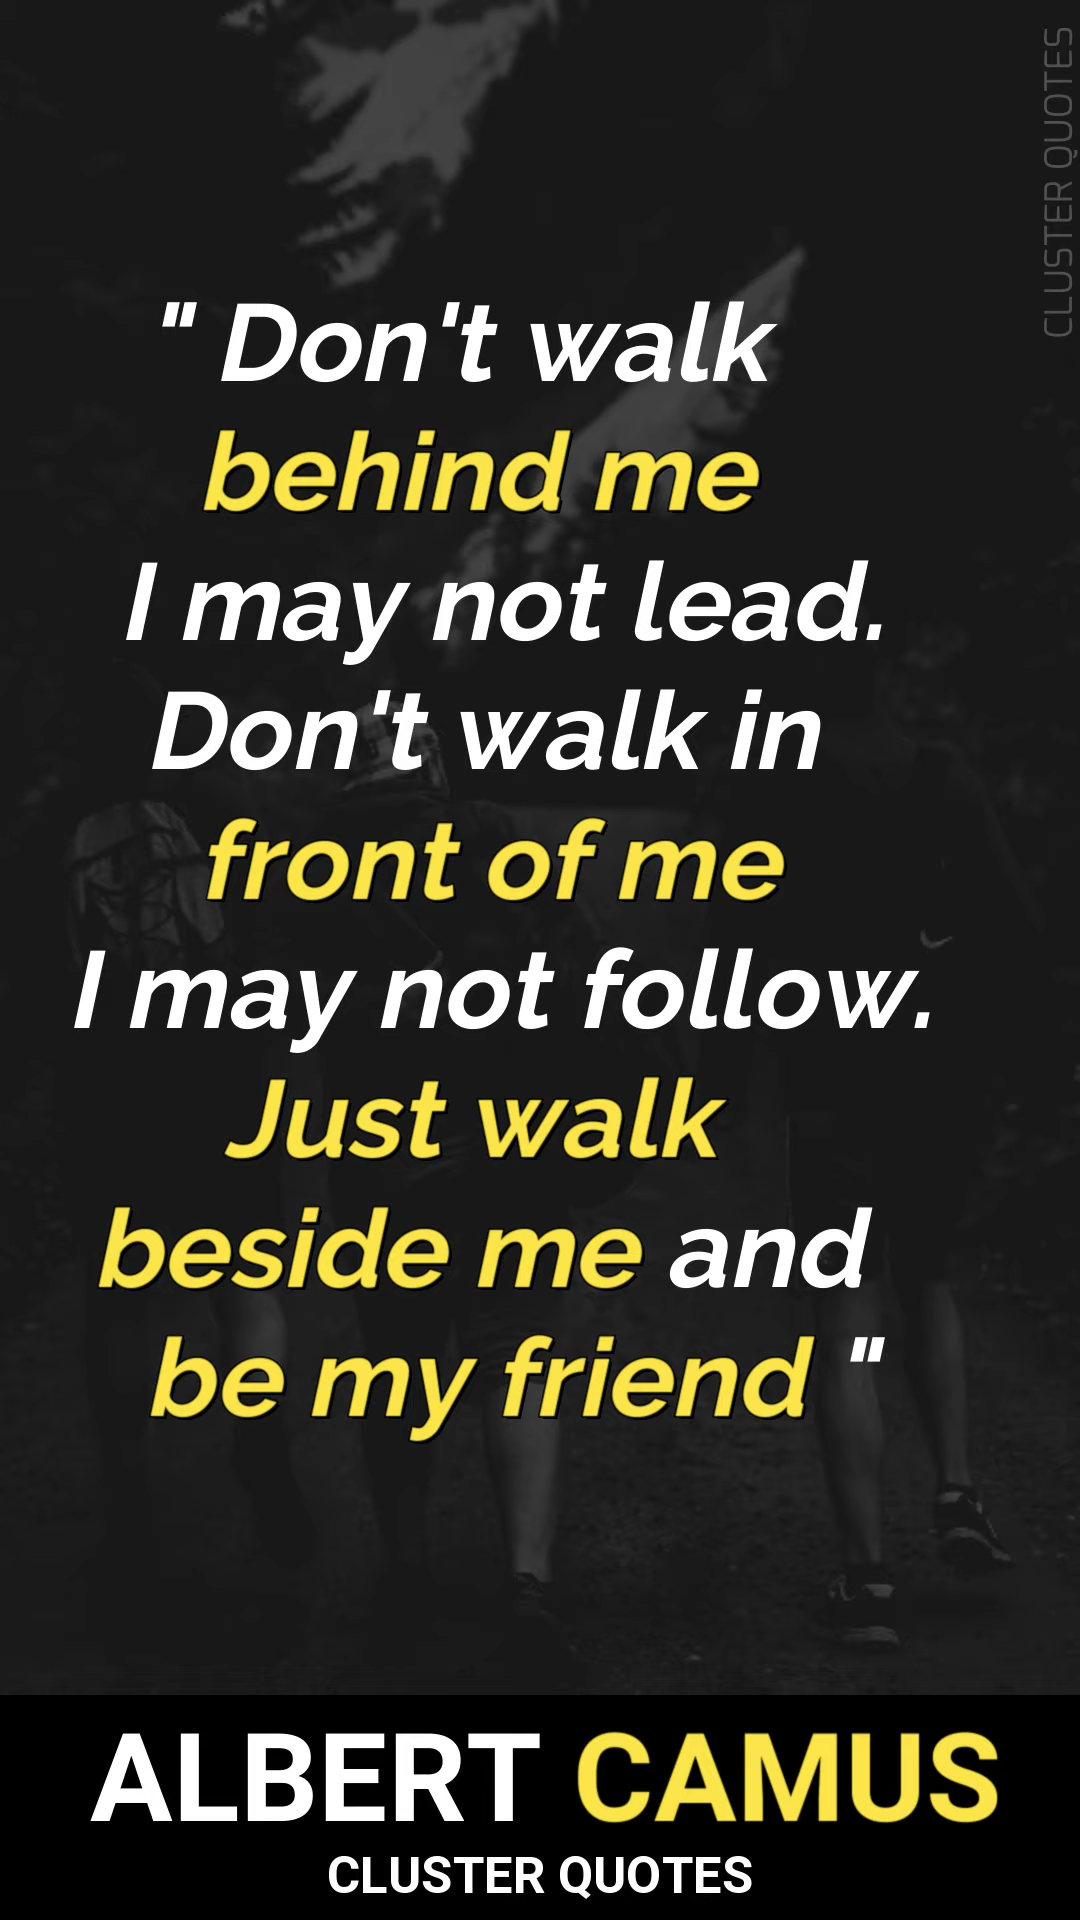 " Don't walk
behind me
I may not lead.
Don't walk in
front of me
I may not follow.
Just walk
beside me and
be my friend "
ALBERT CAMUS
CLUSTER QUOTES
CLUSTER QUOTES